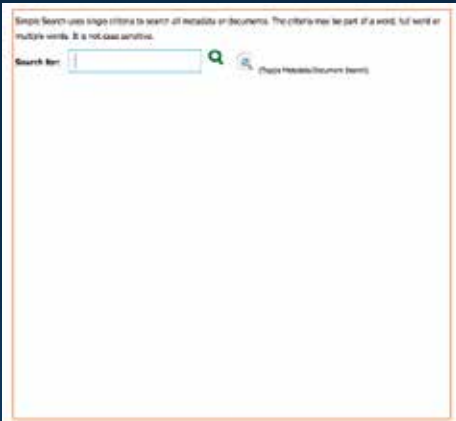 Simple Search uses single criteria to search all metadata or documents. The criteria may be part of a word, full word or
multiple words. It is not case sensitive.
Search for:
(Toggle Metadata/Document Search)